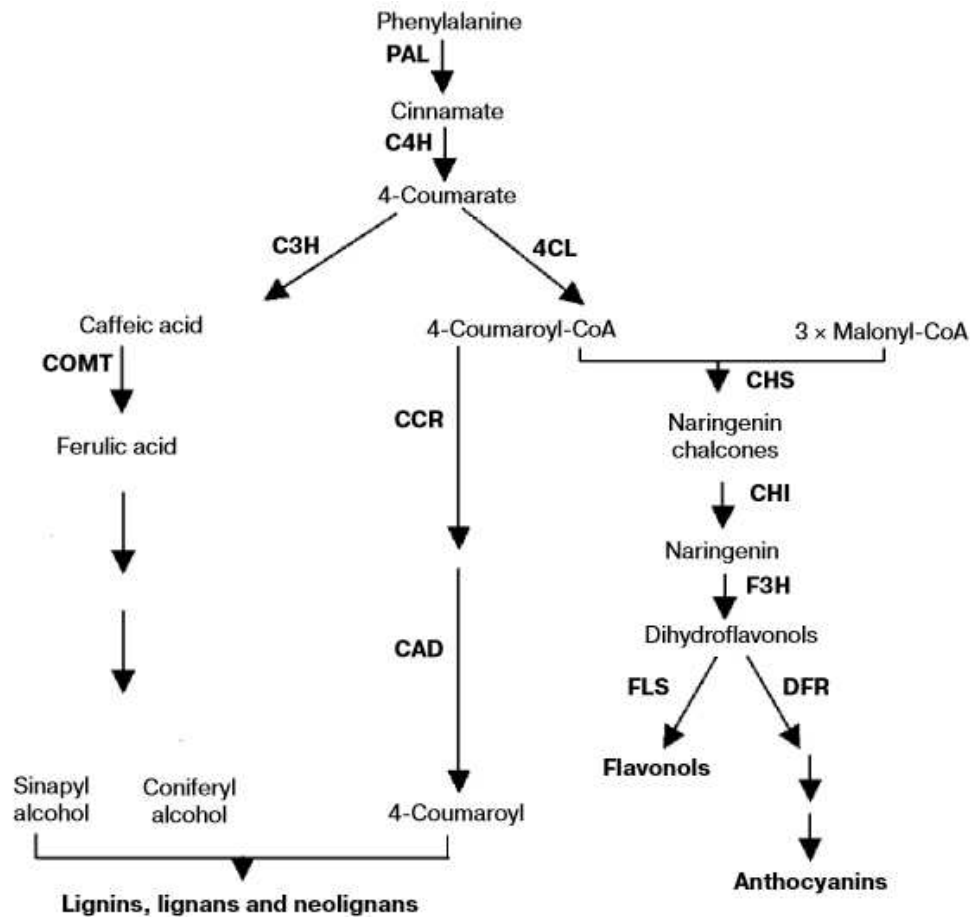 Phenylalanine
PAL
Cinnamate
C4H
4-Coumarate
C3H
4CL
Caffeic acid
4-Coumaroyl-CoA
3 × Malonyl-CoA
COMT
CHS
CCR
Ferulic acid
Naringenin
chalcones
CHI
Naringenin
F3H
Dihydroflavonols
CAD
FLS
DFR
Flavonols
Sinapyl
alcohol
Coniferyl
alcohol
4-Coumaroyl
Anthocyanins
Lignins, lignans and neolignans